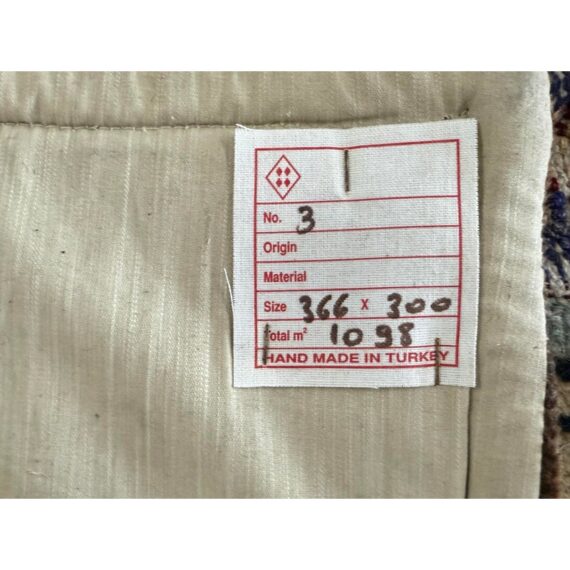 No. 3
Origin
Material
Size 366 x 300
Total m² 10 98
HAND MADE IN TURKEY